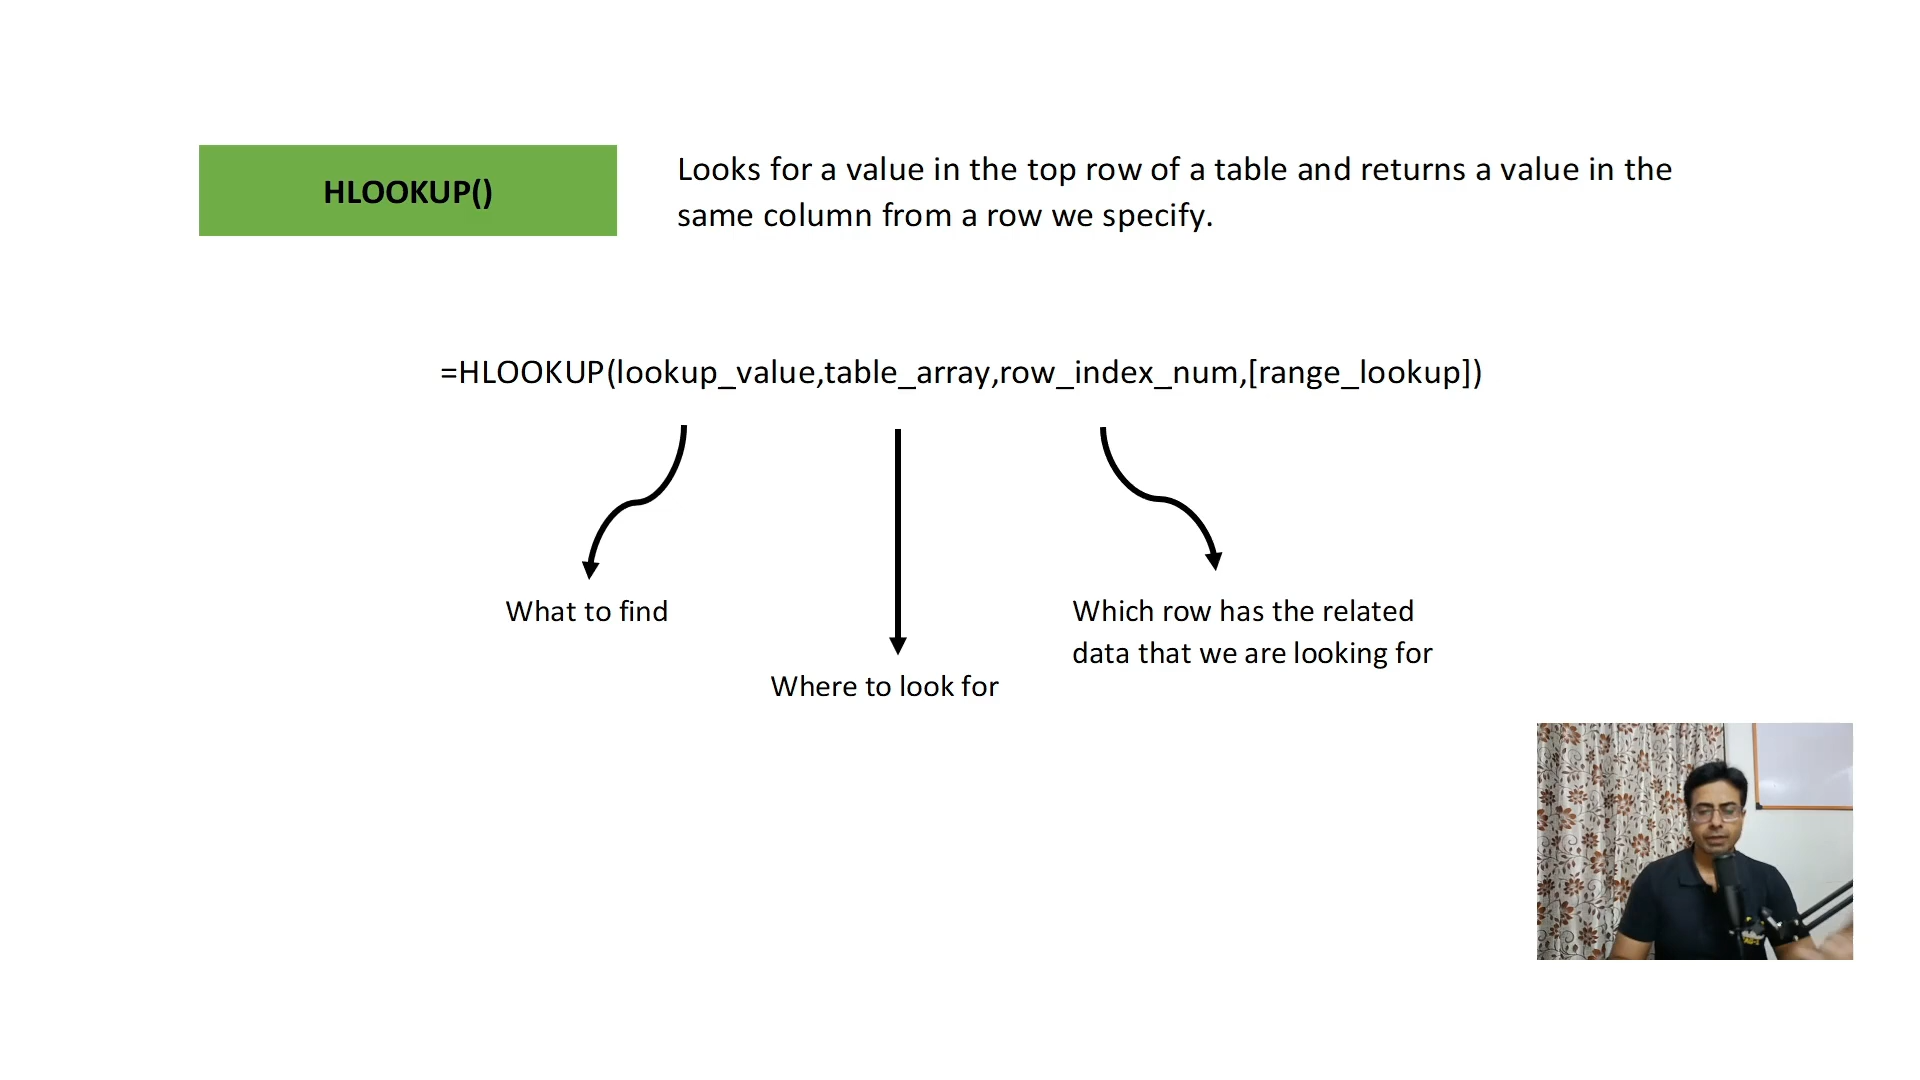 HLOOKUP()
Looks for a value in the top row of a table and returns a value in the
same column from a row we specify.
=HLOOKUP(lookup_value,table_array,row_index_num,[range_lookup])
What to find
Which row has the related
data that we are looking for
Where to look for